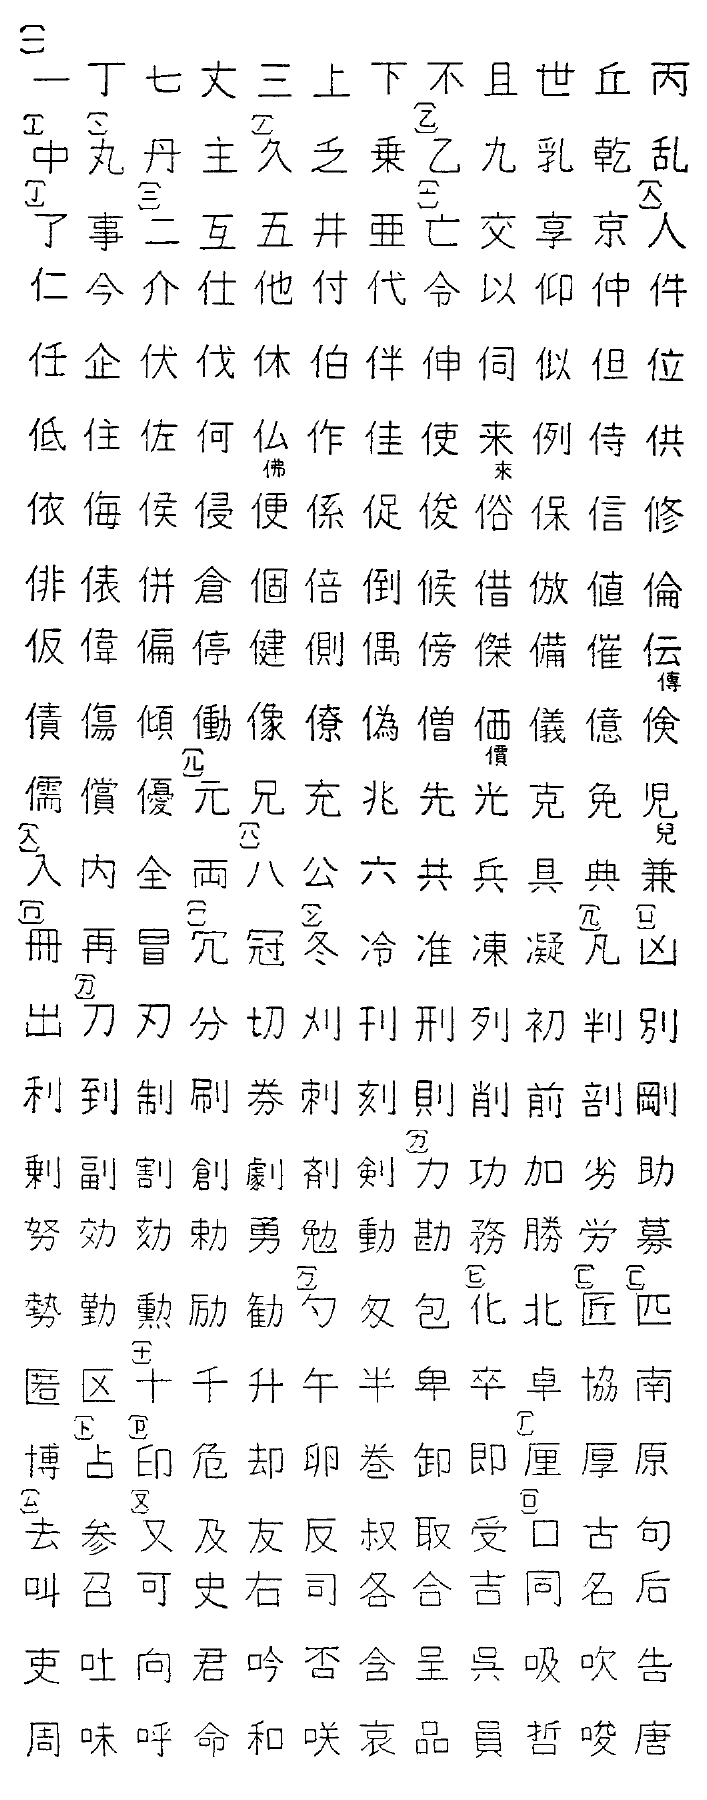 〔一〕
一丁七丈三上下不且世丘丙
〔工〕〔丶〕〔ノ〕〔乙〕
中丸丹主久乏乗乙九乳乾乱
〔亅〕〔二〕〔亠〕〔人〕
了事二互五井亜亡交享京人
仁今介仕他付代令以仰仲件
任企伏伐休伯伴伸伺似但位
低住佐何仏作佳使来例侍供
佛 來
依侮侯侵便係促俊俗保信修
俳俵併倉個倍倒候借倣値倫
仮偉偏停健側偶傍傑備催伝
傳
債傷傾働像僚偽僧価儀億倹
〔儿〕 價
儒償優元兄充兆先光克免児
〔入〕〔八〕 兒
入内全両八公六共兵具典兼
〔冂〕〔冖〕〔冫〕〔几〕〔凵〕
冊再冒冗冠冬冷准凍凝凡凶
〔刀〕
出刀刃分切刈刊刑列初判別
利到制刷券刺刻則削前剖剛
〔力〕
剰副割創劇剤剣力功加劣助
努効劾勅勇勉動勘務勝労募
〔勹〕〔匕〕〔匚〕〔匸〕
勢勤勲励勧勺匁包化北匠匹
〔十〕
匿区十千升午半卑卒卓協南
〔卜〕〔卩〕〔厂〕
博占印危却卵巻卸即厘厚原
〔厶〕〔又〕〔口〕
去参又及友反叔取受口古句
叫召可史右司各合吉同名后
吏吐向君吟否含呈呉吸吹告
周味呼命和咲哀品員哲唆唐